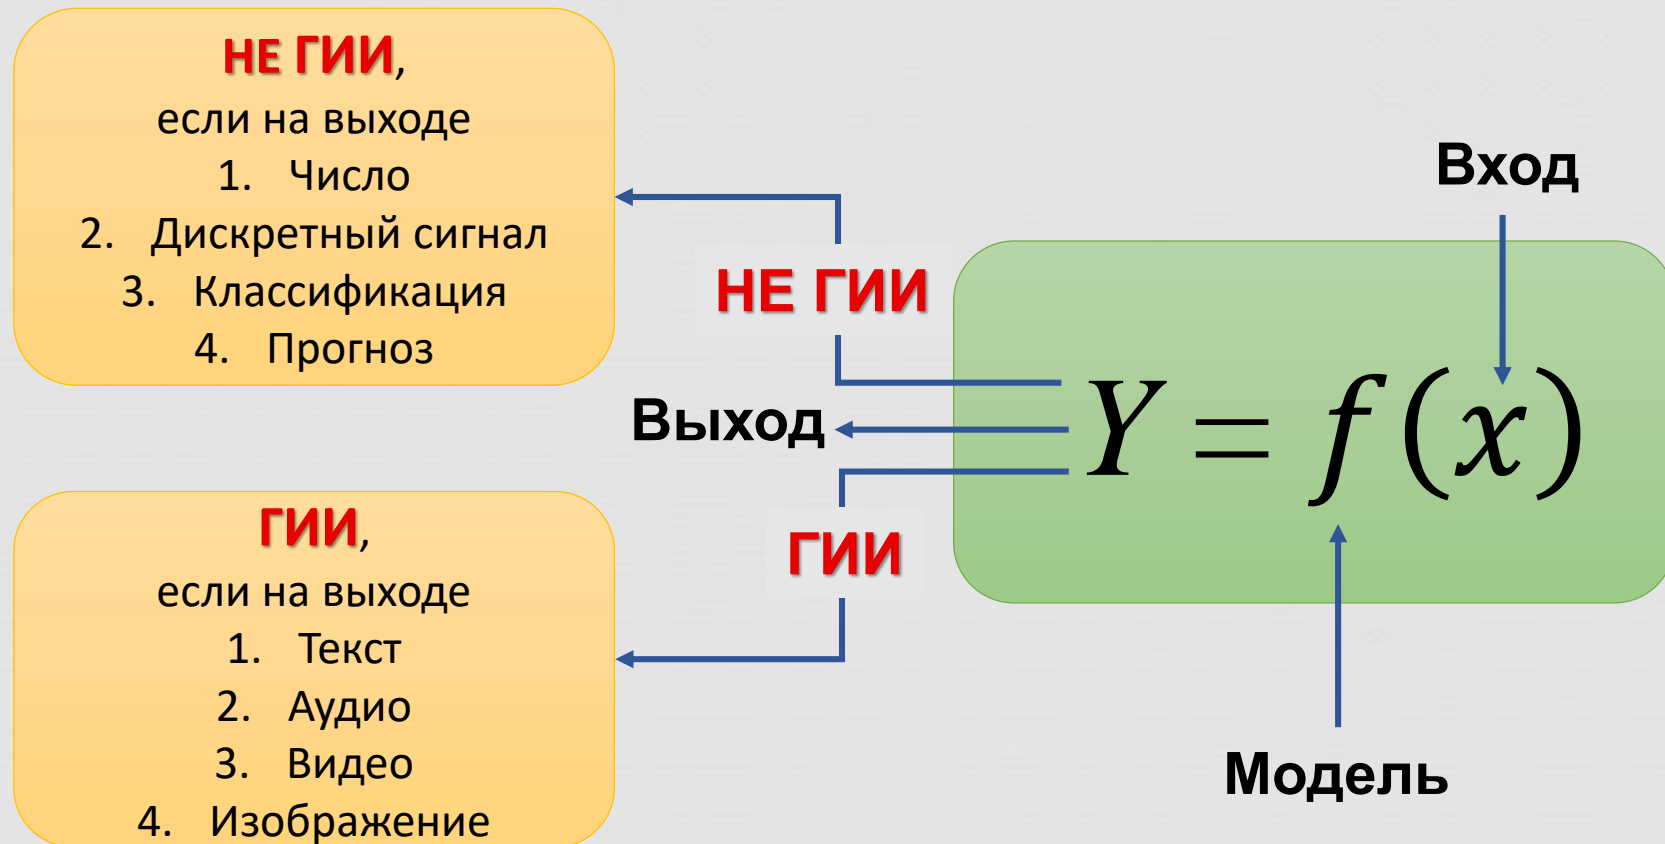 НЕ ГИИ,
если на выходе
1. Число
2. Дискретный сигнал
3. Классификация
4. Прогноз
ГИИ,
если на выходе
1. Текст
2. Аудио
3. Видео
4. Изображение
НЕ ГИИ
Выход
ГИИ
Вход
Y = f(x)
Модель